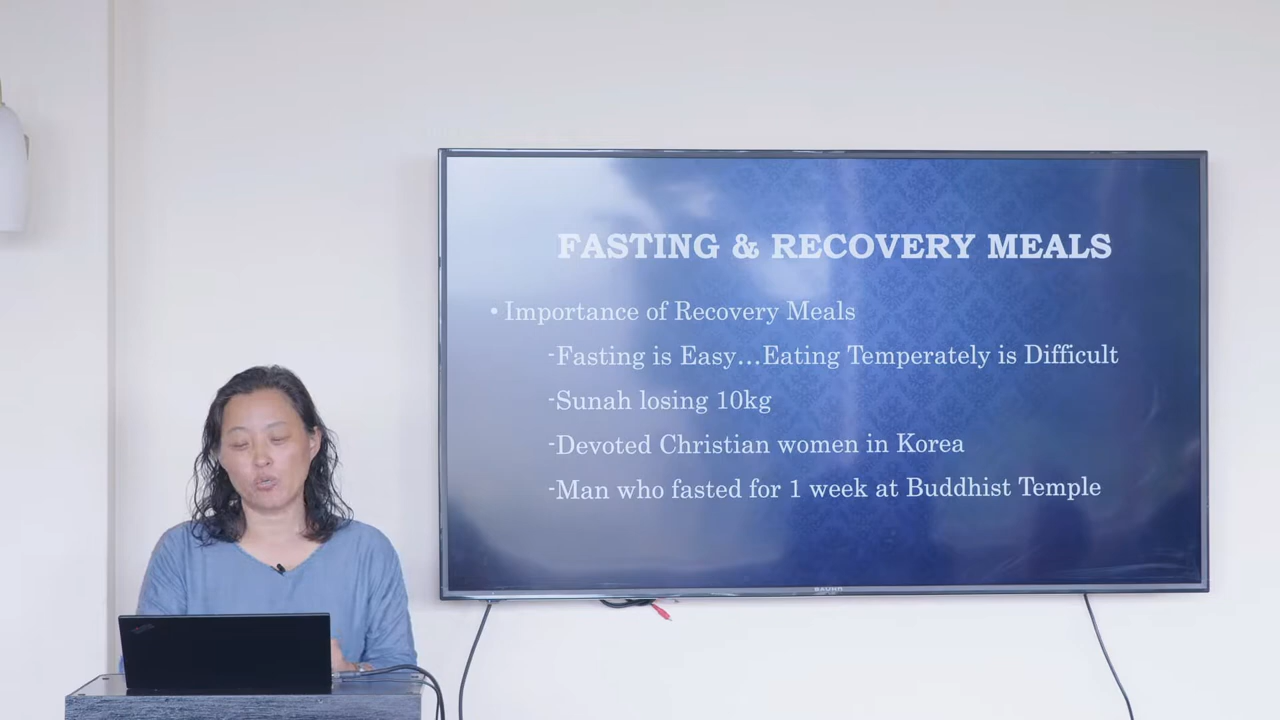 FASTING & RECOVERY MEALS
• Importance of Recovery Meals
-Fasting is Easy...Eating Temperately is Difficult
-Sunah losing 10kg
-Devoted Christian women in Korea
-Man who fasted for 1 week at Buddhist Temple